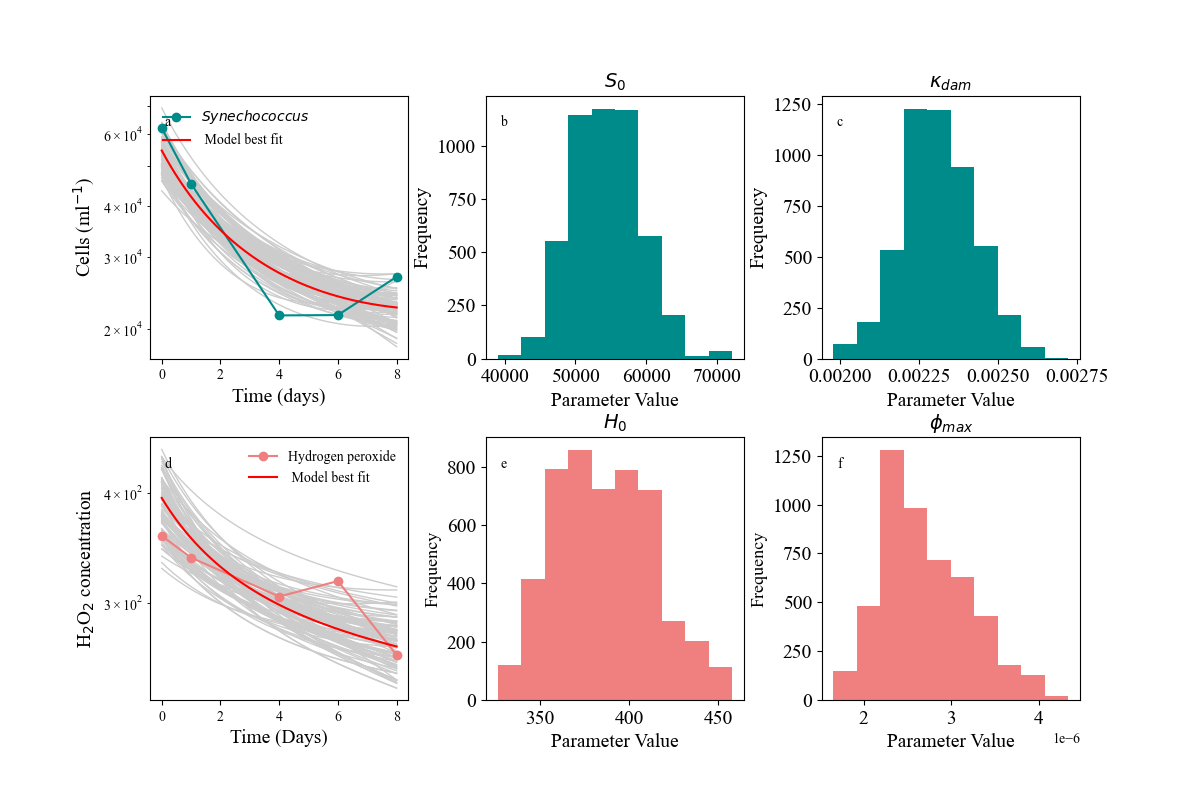 a
Synechococcus
Model best fit
6 × 10⁴
4 × 10⁴
3 × 10⁴
2 × 10⁴
Cells (ml⁻¹)
0 2 4 6 8
Time (days)
S₀
b
1000
750
500
250
0
Frequency
40000 50000 60000 70000
Parameter Value
κ_dam
c
1250
1000
750
500
250
0
Frequency
0.00200 0.00225 0.00250 0.00275
Parameter Value
d
Hydrogen peroxide
Model best fit
4 × 10²
3 × 10²
H₂O₂ concentration
0 2 4 6 8
Time (Days)
H₀
e
800
600
400
200
0
Frequency
350 400 450
Parameter Value
ϕ_max
f
1250
1000
750
500
250
0
Frequency
2 3 4
Parameter Value
1e−6